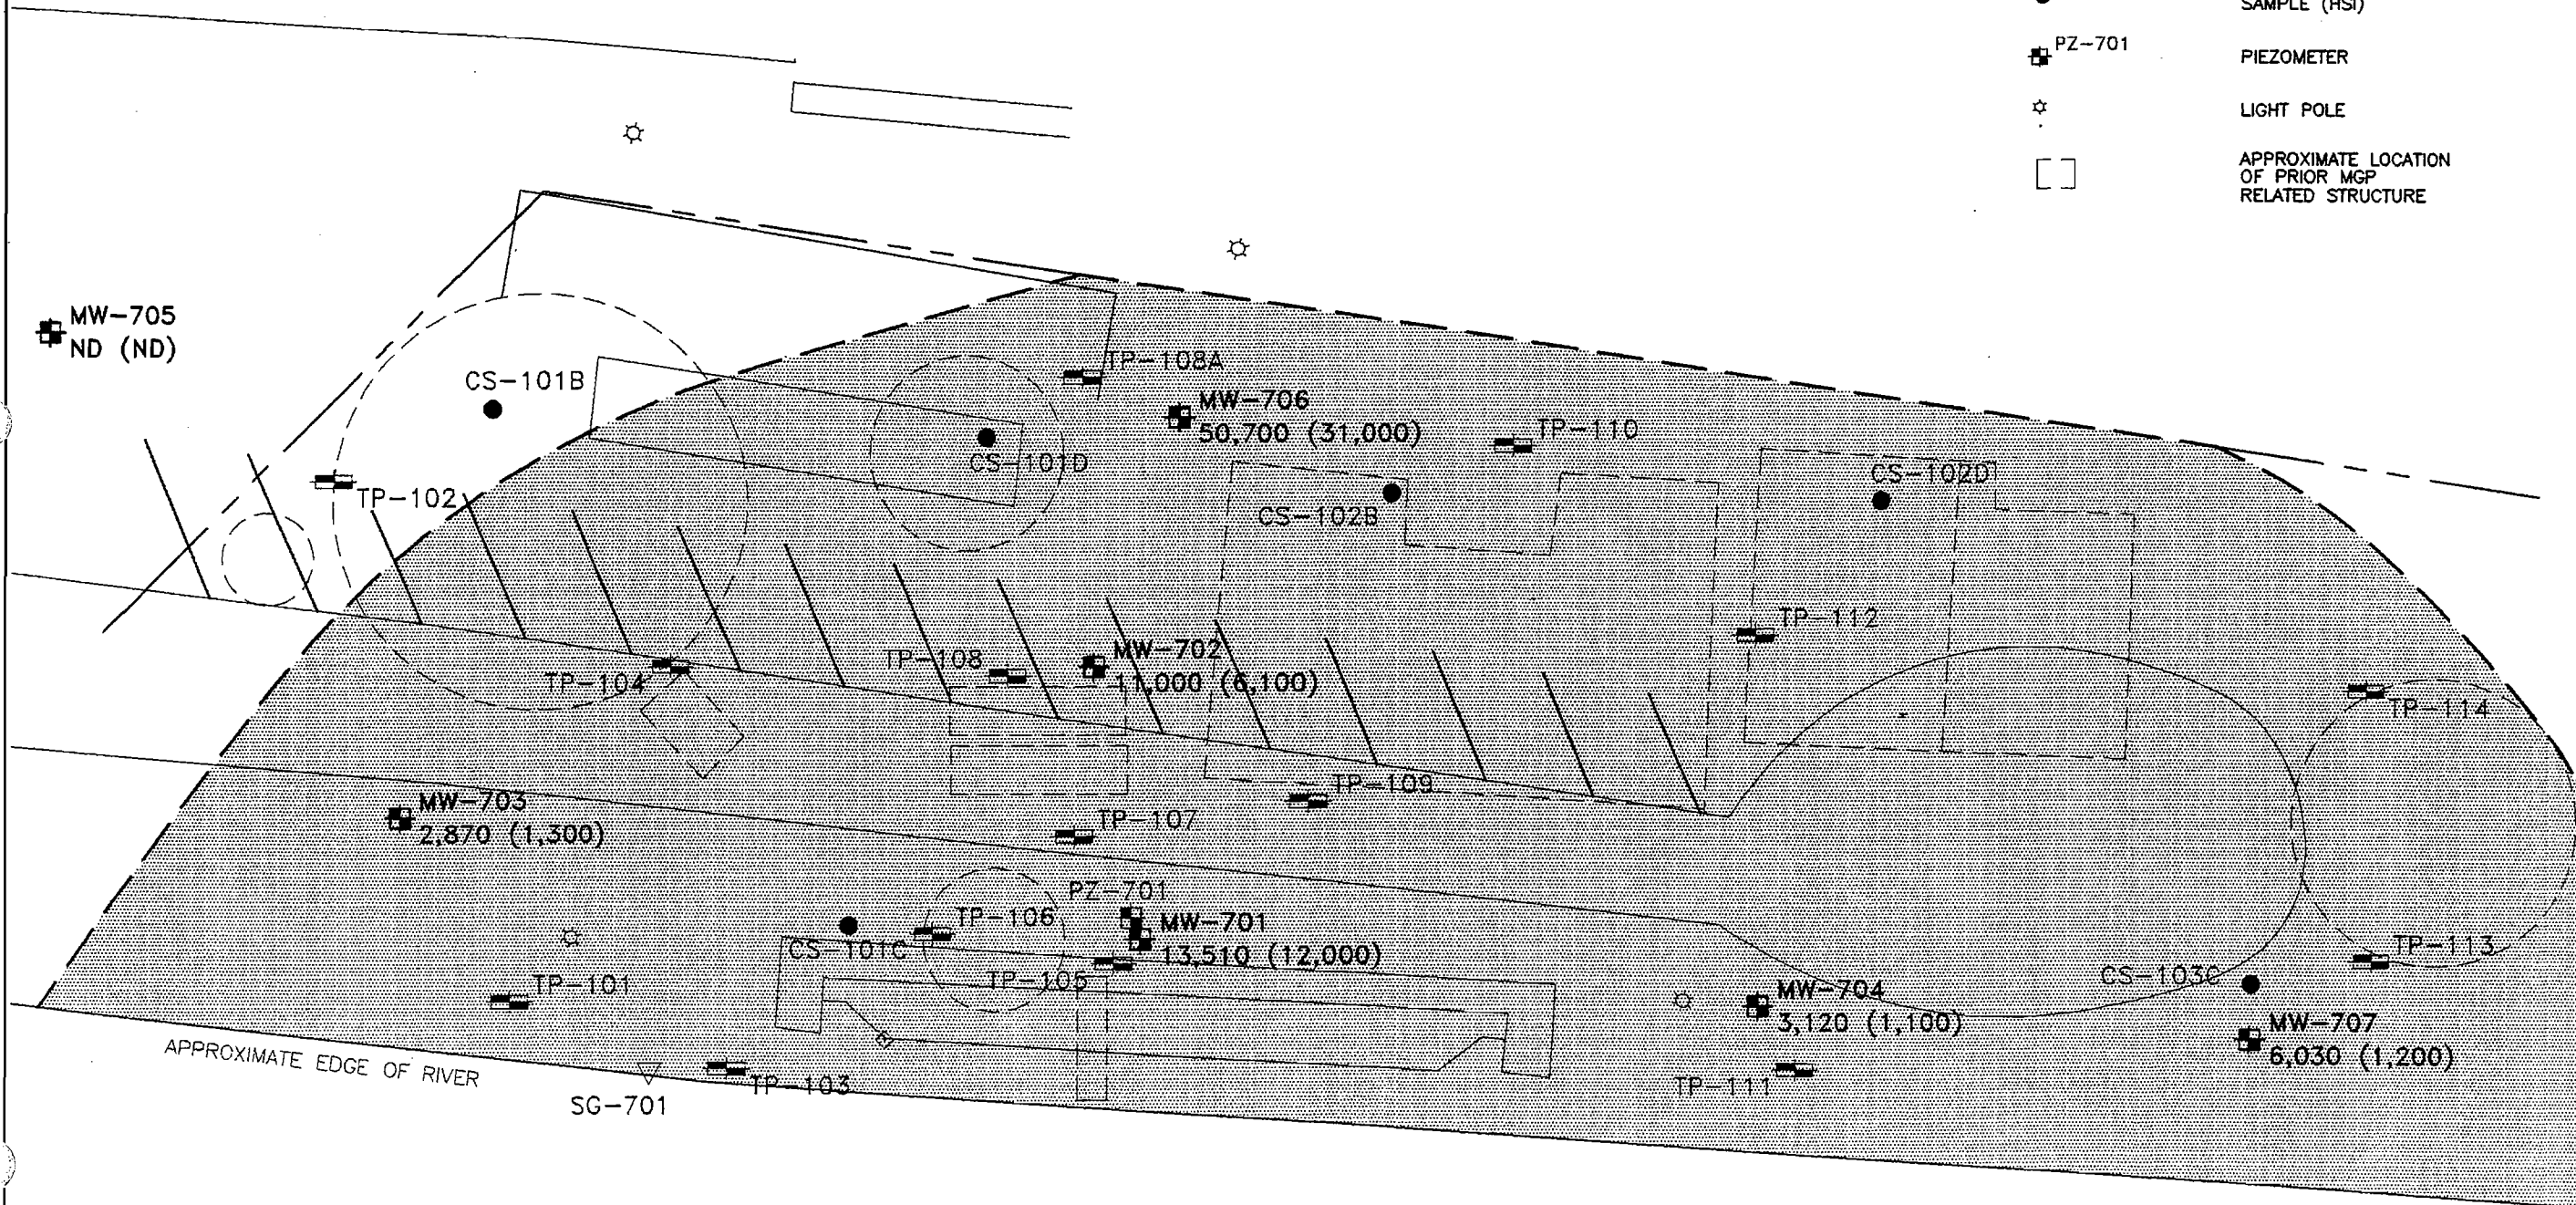 SAMPLE (HSI)
PZ-701
PIEZOMETER
LIGHT POLE
APPROXIMATE LOCATION
OF PRIOR MGP
RELATED STRUCTURE
MW-705
ND (ND)
CS-101B
TP-102
TP-108A
MW-706
50,700 (31,000)
CS-101D
TP-110
CS-102B
CS-102D
TP-112
TP-104
TP-108
MW-702
11,000 (6,100)
TP-114
MW-703
2,870 (1,300)
TP-109
TP-107
PZ-701
MW-701
13,510 (12,000)
TP-106
CS-101C
TP-105
TP-101
TP-113
CS-103C
MW-704
3,120 (1,100)
MW-707
6,030 (1,200)
TP-111
APPROXIMATE EDGE OF RIVER
TP-103
SG-701